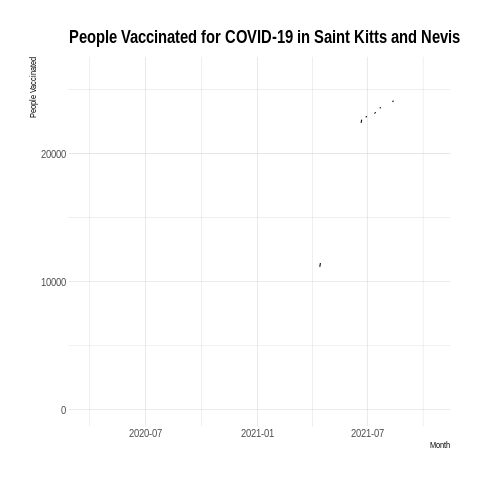 People Vaccinated for COVID-19 in Saint Kitts and Nevis
People Vaccinated
20000
10000
0
2020-07 2021-01 2021-07
Month